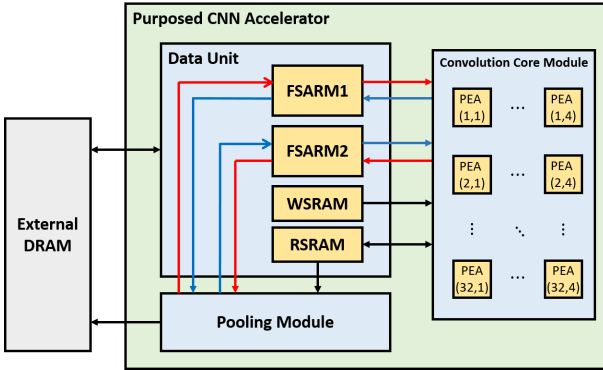 Purposed CNN Accelerator
Data Unit
FSARM1
FSARM2
WSRAM
RSRAM
Convolution Core Module
PEA
(1,1)
...
PEA
(1,4)
PEA
(2,1)
...
PEA
(2,4)
PEA
(32,1)
...
PEA
(32,4)
External
DRAM
Pooling Module